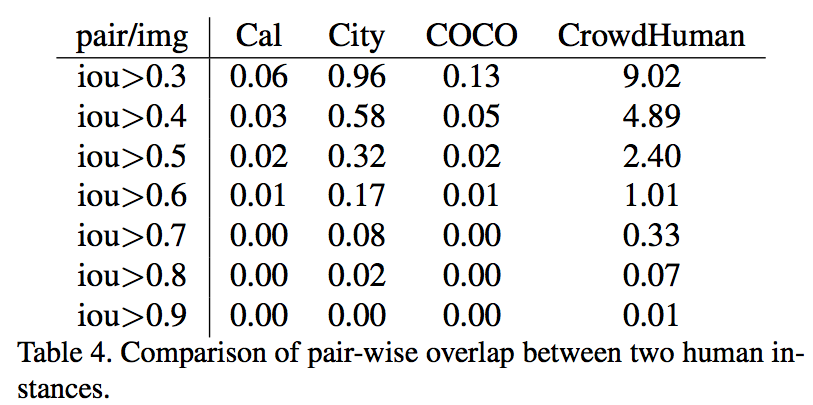 pair/img Cal City COCO CrowdHuman
iou>0.3 0.06 0.96 0.13 9.02
iou>0.4 0.03 0.58 0.05 4.89
iou>0.5 0.02 0.32 0.02 2.40
iou>0.6 0.01 0.17 0.01 1.01
iou>0.7 0.00 0.08 0.00 0.33
iou>0.8 0.00 0.02 0.00 0.07
iou>0.9 0.00 0.00 0.00 0.01
Table 4. Comparison of pair-wise overlap between two human in-
stances.